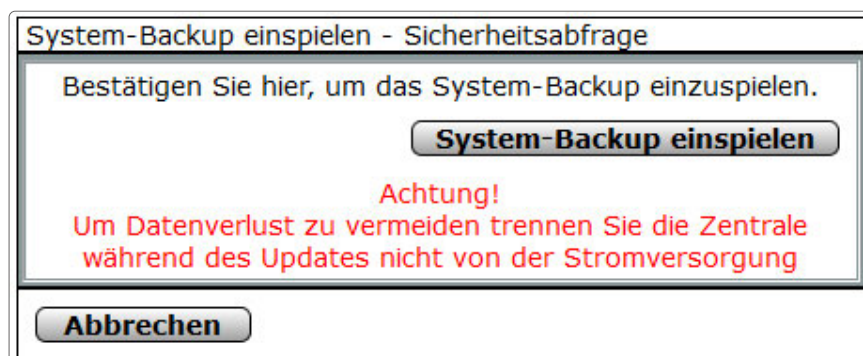 System-Backup einspielen - Sicherheitsabfrage
Bestätigen Sie hier, um das System-Backup einzuspielen.
System-Backup einspielen
Achtung!
Um Datenverlust zu vermeiden trennen Sie die Zentrale
während des Updates nicht von der Stromversorgung
Abbrechen